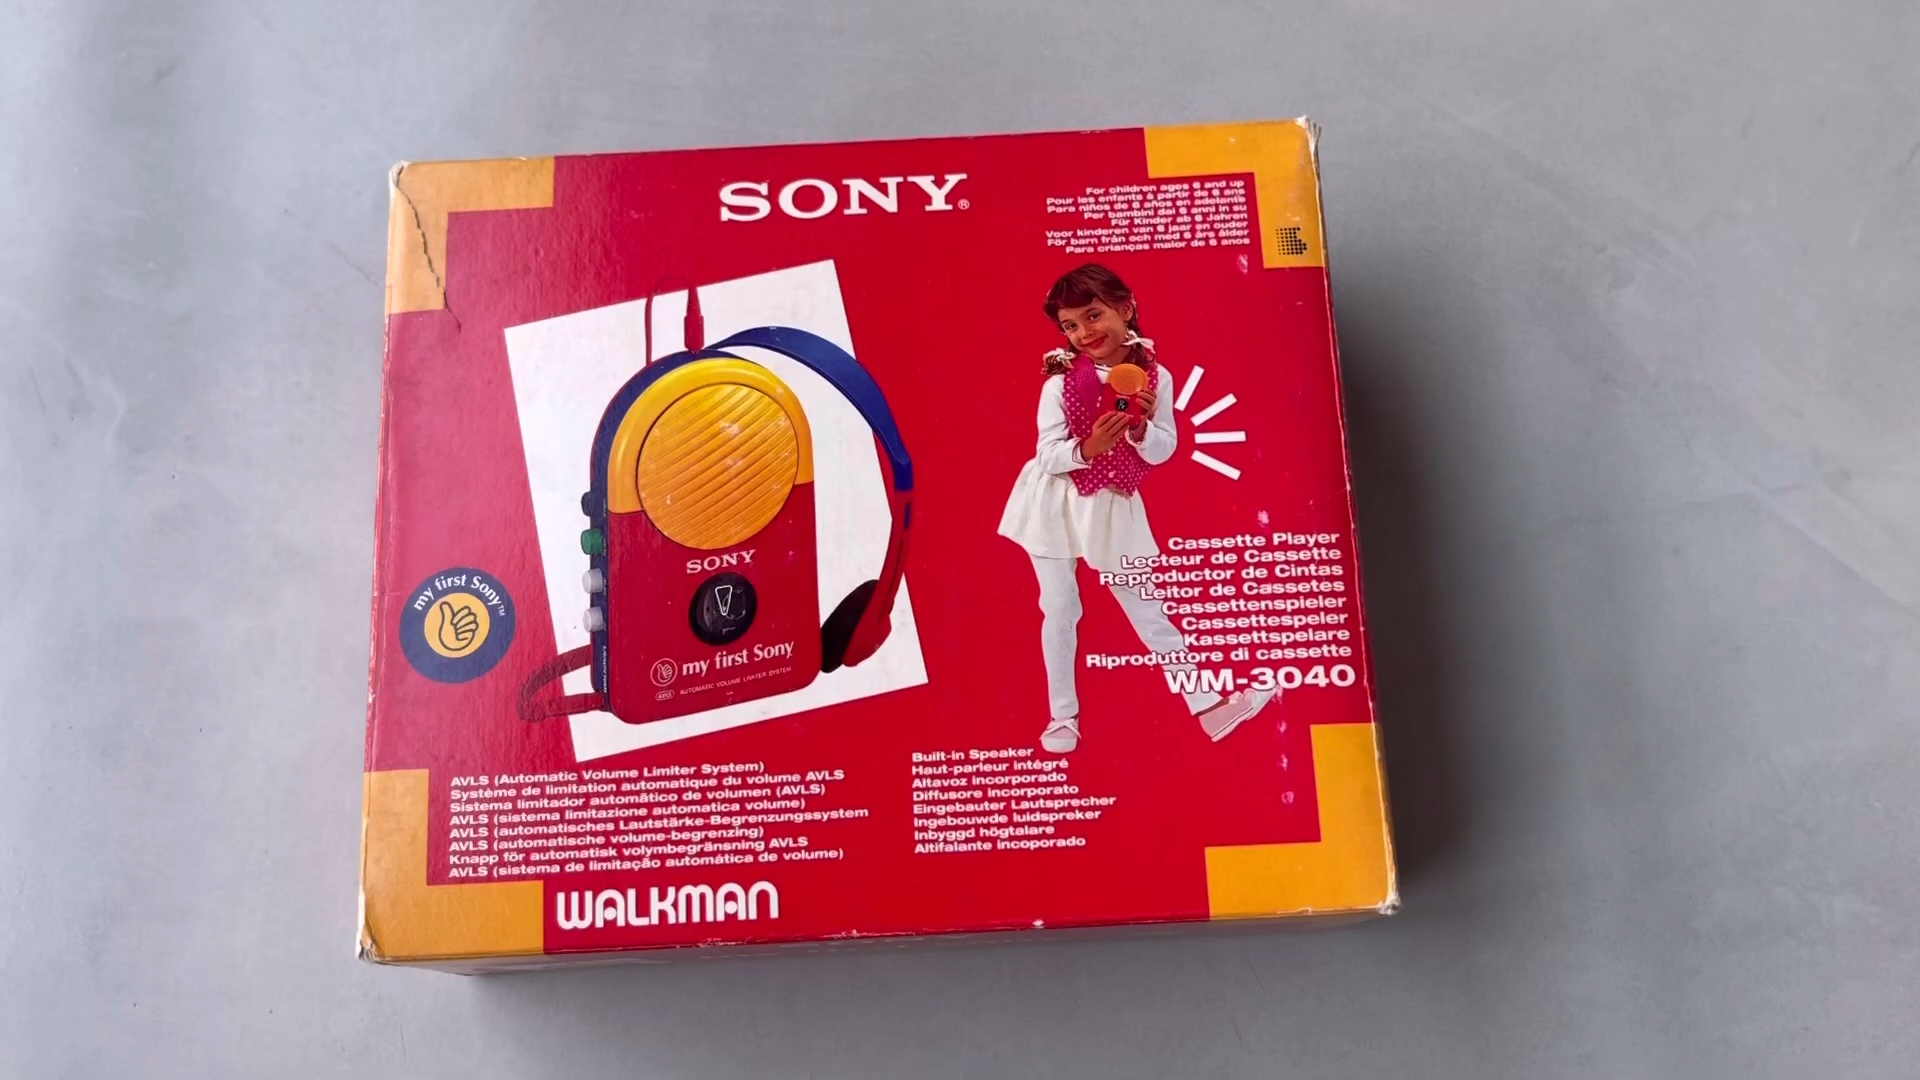 SONY®
For children ages 6 and up
Pour les enfants à partir de 6 ans
Para niños de 6 años en adelante
Per bambini dai 6 anni in su
Für Kinder ab 6 Jahren
Voor kinderen van 6 jaar en ouder
För barn från och med 6 års ålder
Para crianças maior de 6 anos
SONY
my first Sony
AVLS AUTOMATIC VOLUME LIMITER SYSTEM
my first Sony™
Cassette Player
Lecteur de Cassette
Reproductor de Cintas
Leitor de Cassetes
Cassettenspieler
Cassettespeler
Kassettspelare
Riproduttore di cassette
WM-3040
AVLS (Automatic Volume Limiter System)
Système de limitation automatique du volume AVLS
Sistema limitador automático de volumen (AVLS)
AVLS (sistema limitazione automatica volume)
AVLS (automatisches Lautstärke-Begrenzungssystem
AVLS (automatische volume-begrenzing)
Knapp för automatisk volymbegränsning AVLS
AVLS (sistema de limitação automática de volume)
Built-in Speaker
Haut-parleur intégré
Altavoz incorporado
Diffusore incorporato
Eingebauter Lautsprecher
Ingebouwde luidspreker
Inbyggd högtalare
Altifalante incoporado
WALKMAN